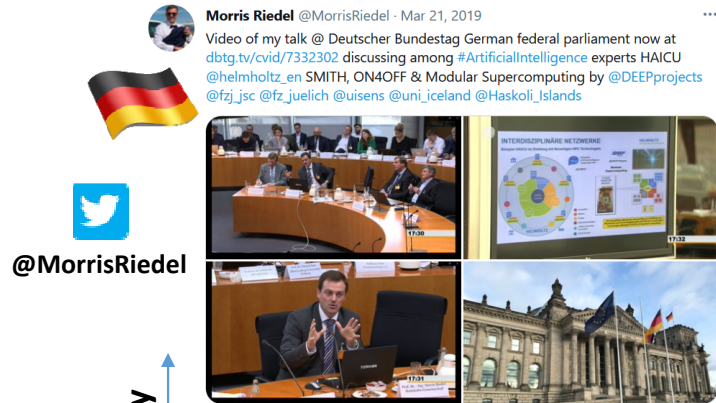 Morris Riedel @MorrisRiedel · Mar 21, 2019
Video of my talk @ Deutscher Bundestag German federal parliament now at
dbtg.tv/cvid/7332302 discussing among #ArtificialIntelligence experts HAICU
@helmholtz_en SMITH, ON4OFF & Modular Supercomputing by @DEEPprojects
@fzj_jsc @fz_juelich @uisens @uni_iceland @Haskoli_Islands
INTERDISZIPLINÄRE NETZWERKE
17:30
17:32
@MorrisRiedel
TOSHIBA
17:31
y